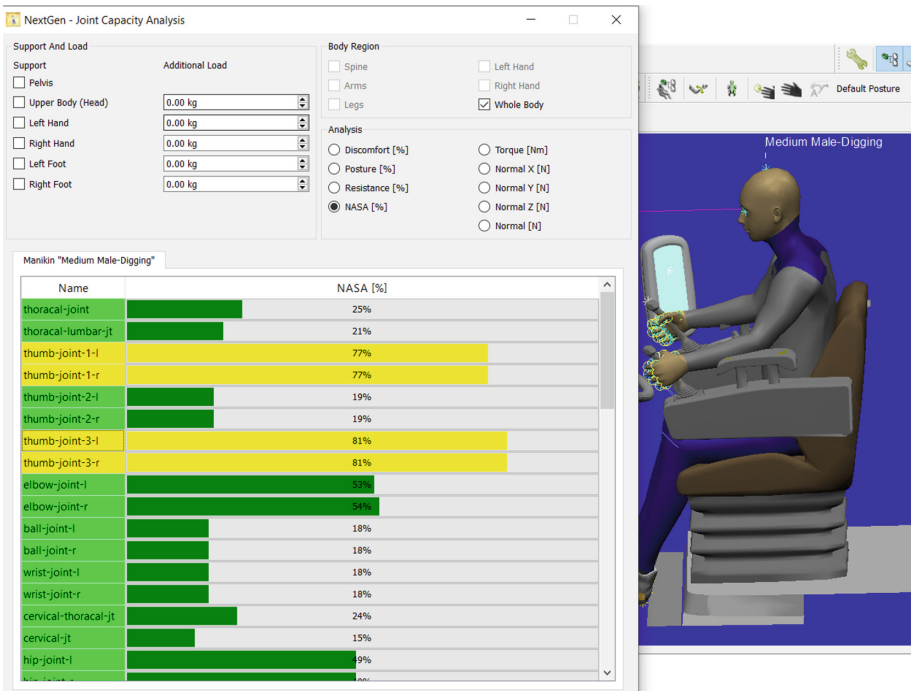 NextGen - Joint Capacity Analysis
Support And Load
Support Additional Load
Pelvis
Upper Body (Head) 0.00 kg
Left Hand 0.00 kg
Right Hand 0.00 kg
Left Foot 0.00 kg
Right Foot 0.00 kg
Body Region
Spine Left Hand
Arms Right Hand
Legs Whole Body
Analysis
Discomfort [%] Torque [Nm]
Posture [%] Normal X [N]
Resistance [%] Normal Y [N]
NASA [%] Normal Z [N]
Normal [N]
Manikin "Medium Male-Digging"
Name NASA [%]
thoracal-joint 25%
thoracal-lumbar-jt 21%
thumb-joint-1-l 77%
thumb-joint-1-r 77%
thumb-joint-2-l 19%
thumb-joint-2-r 19%
thumb-joint-3-l 81%
thumb-joint-3-r 81%
elbow-joint-l 53%
elbow-joint-r 54%
ball-joint-l 18%
ball-joint-r 18%
wrist-joint-l 18%
wrist-joint-r 18%
cervical-thoracal-jt 24%
cervical-jt 15%
hip-joint-l 49%
Default Posture
Medium Male-Digging